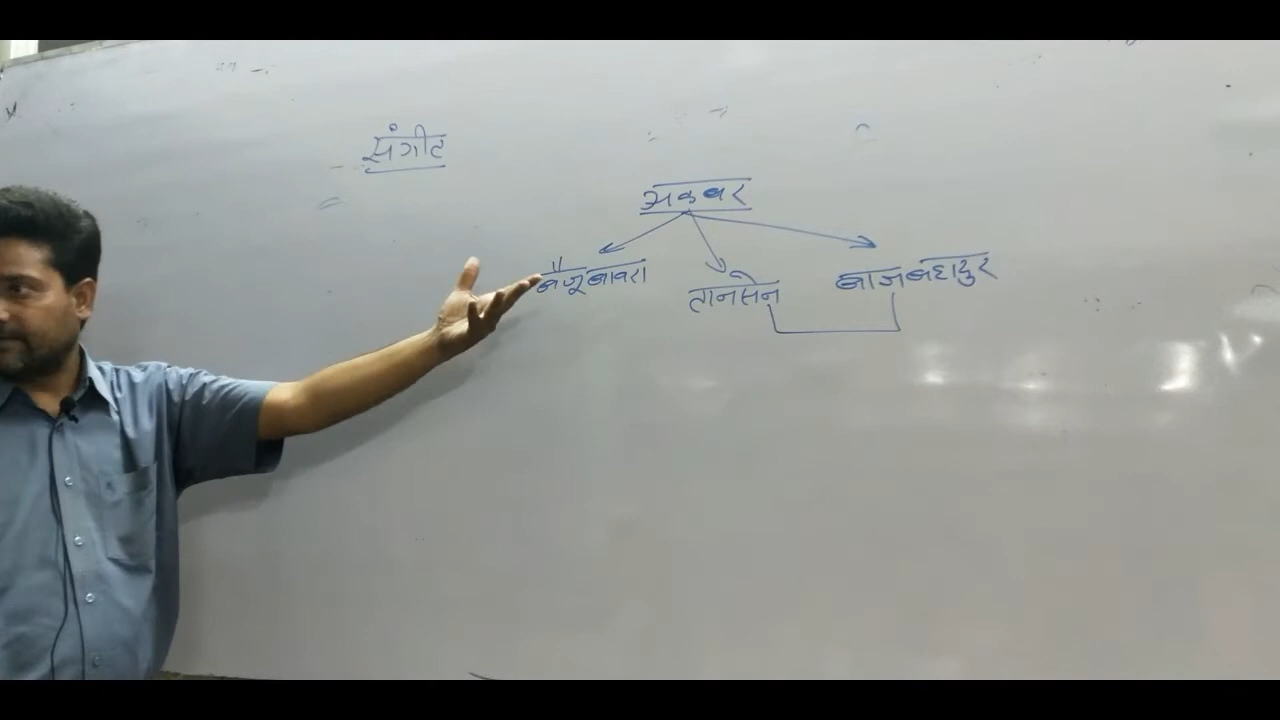 संगीत
अकबर
बैजू बावरा
तानसेन
बाजबहादुर